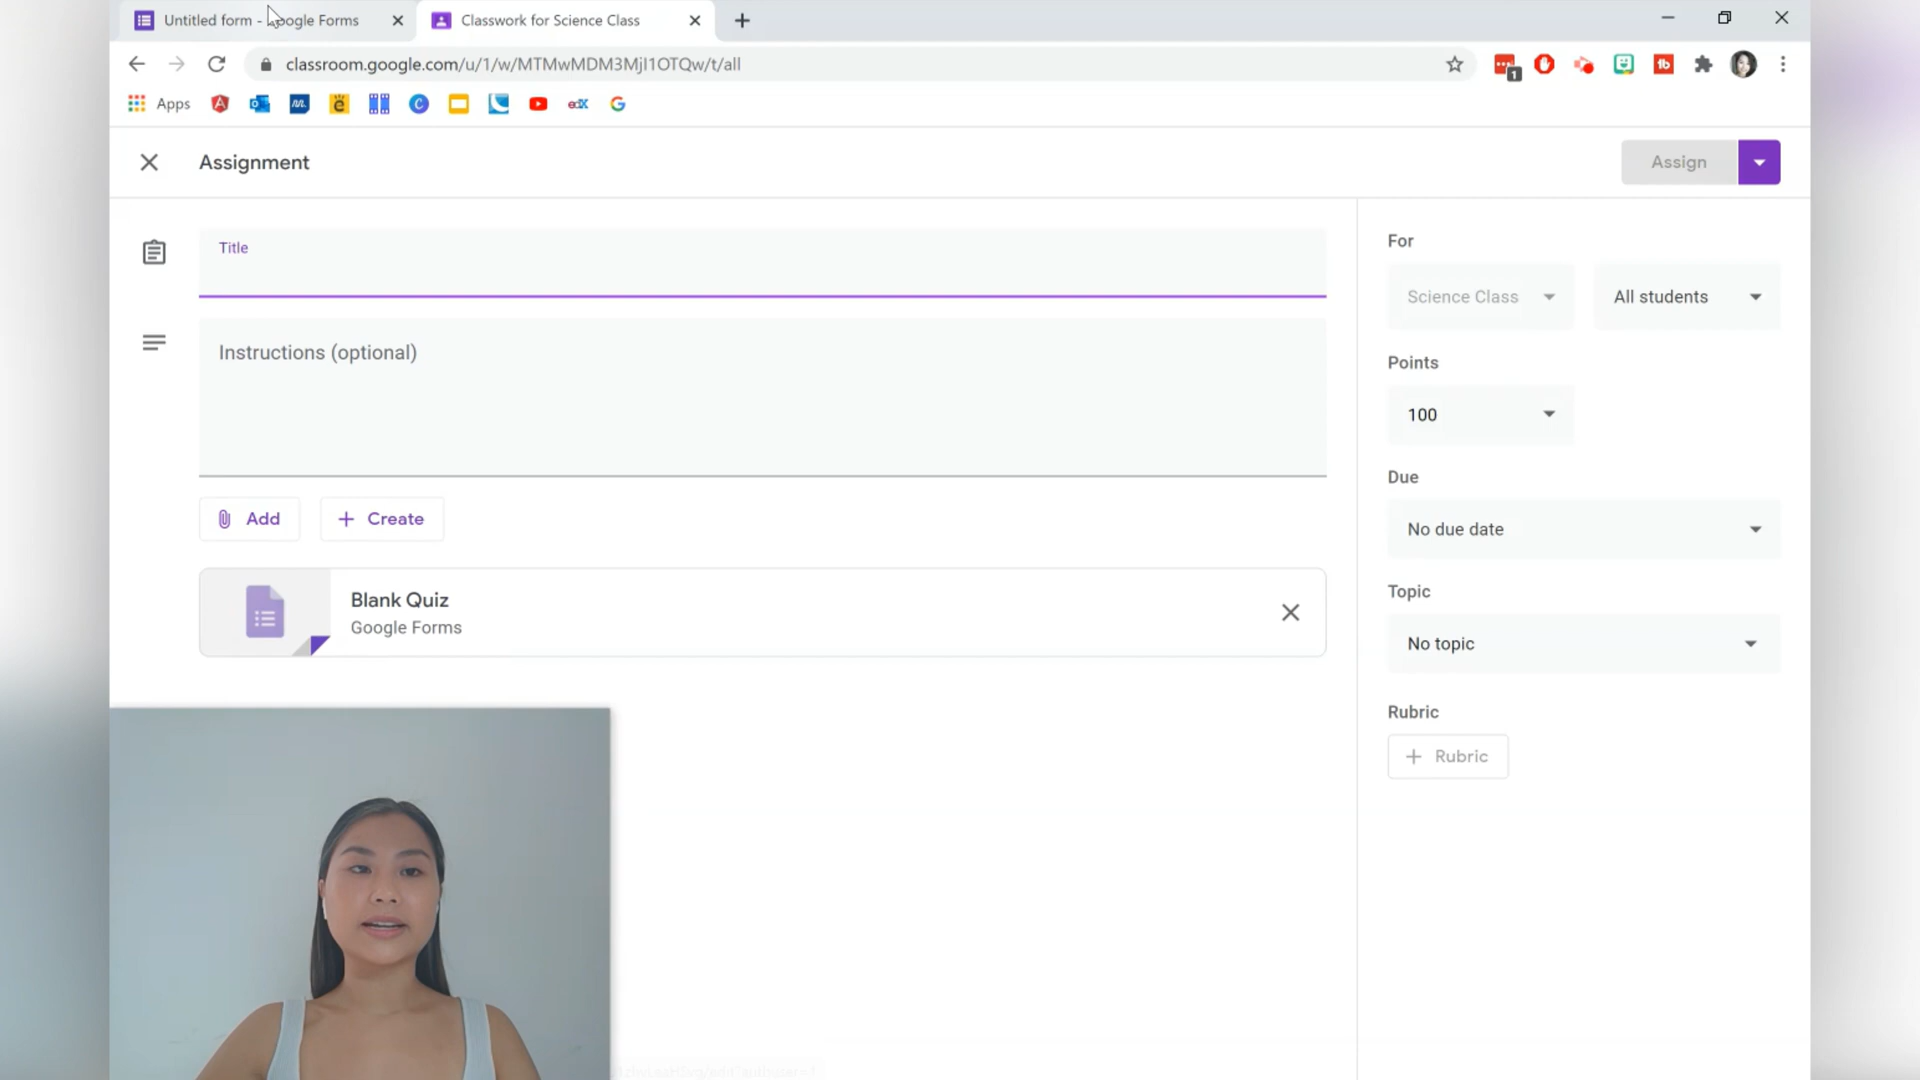 Untitled form - Google Forms
Classwork for Science Class
classroom.google.com/u/1/w/MTMwMDM3MjI1OTQw/t/all
1
Apps
edX
Assignment
Assign
Title
Instructions (optional)
Add
Create
Blank Quiz
Google Forms
For
Science Class
All students
Points
100
Due
No due date
Topic
No topic
Rubric
Rubric